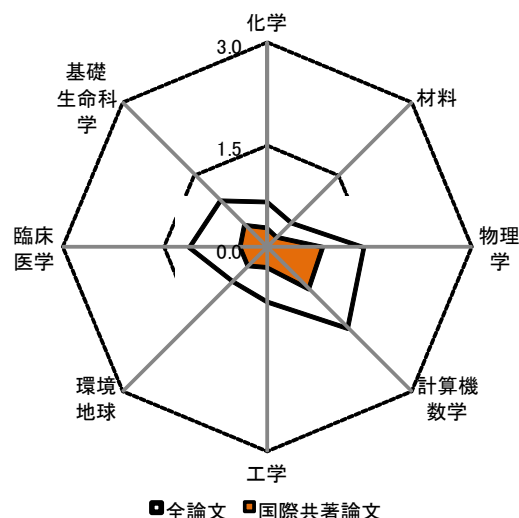 化学
3.0
基礎
生命科
学
材料
1.5
臨床
医学
0.0
物理
学
環境
地球
計算機
数学
工学
全論文 国際共著論文